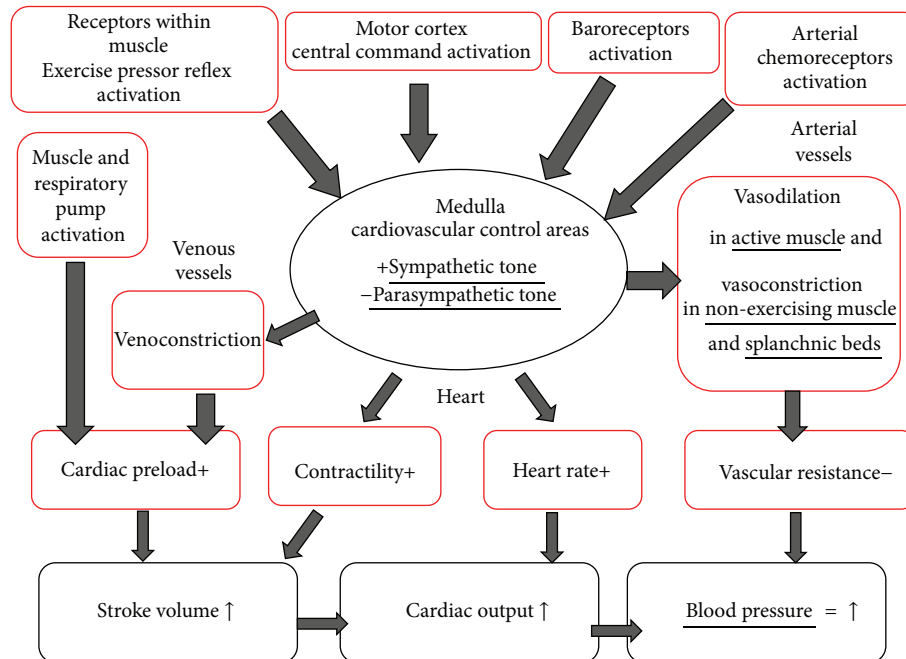 Receptors within
muscle
Exercise pressor reflex
activation
Motor cortex
central command activation
Baroreceptors
activation
Arterial
chemoreceptors
activation
Muscle and
respiratory
pump
activation
Arterial
vessels
Medulla
cardiovascular control areas
+Sympathetic tone
−Parasympathetic tone
Vasodilation
in active muscle and
vasoconstriction
in non-exercising muscle
and splanchnic beds
Venous
vessels
Venoconstriction
Heart
Cardiac preload+
Contractility+
Heart rate+
Vascular resistance−
Stroke volume ↑
Cardiac output ↑
Blood pressure = ↑